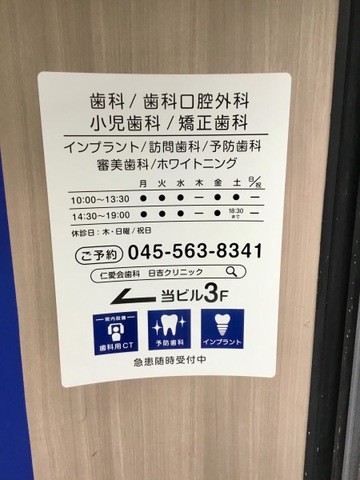 歯科/歯科口腔外科
小児歯科/矯正歯科
インプラント/訪問歯科/予防歯科
審美歯科/ホワイトニング
月 火 水 木 金 土 日/祝
10:00～13:30 ● ● ● － ● ● －
14:30～19:00 ● ● ● － ● 18:30まで －
休診日：木・日曜/祝日
ご予約 045-563-8341
仁愛会歯科 日吉クリニック
当ビル3F
院内設備
歯科用CT 予防歯科 インプラント
急患随時受付中